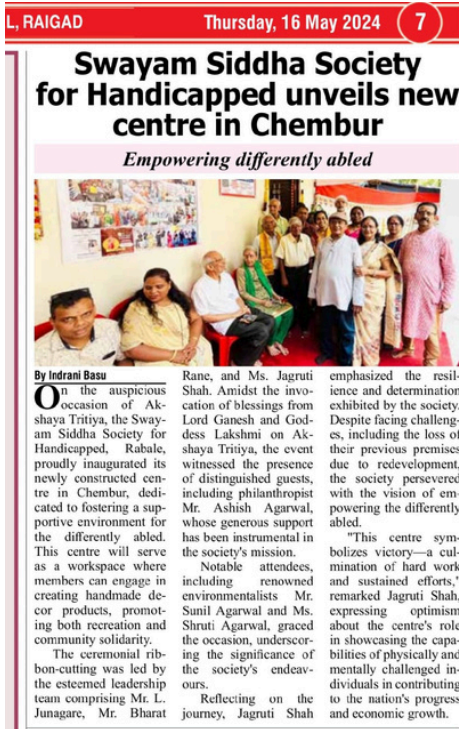 L, RAIGAD
Thursday, 16 May 2024
7
Swayam Siddha Society
for Handicapped unveils new
centre in Chembur
Empowering differently abled
By Indrani Basu
On the auspicious
occasion of Ak-
shaya Tritiya, the Sway-
am Siddha Society for
Handicapped, Rabale,
proudly inaugurated its
newly constructed cen-
tre in Chembur, dedi-
cated to fostering a sup-
portive environment for
the differently abled.
This centre will serve
as a workspace where
members can engage in
creating handmade de-
cor products, promot-
ing both recreation and
community solidarity.
The ceremonial rib-
bon-cutting was led by
the esteemed leadership
team comprising Mr. L.
Junagare, Mr. Bharat
Rane, and Ms. Jagruti
Shah. Amidst the invo-
cation of blessings from
Lord Ganesh and God-
dess Lakshmi on Ak-
shaya Tritiya, the event
witnessed the presence
of distinguished guests,
including philanthropist
Mr. Ashish Agarwal,
whose generous support
has been instrumental in
the society's mission.
Notable attendees,
including renowned
environmentalists Mr.
Sunil Agarwal and Ms.
Shruti Agarwal, graced
the occasion, underscor-
ing the significance of
the society's endeav-
ours.
Reflecting on the
journey, Jagruti Shah
emphasized the resil-
ience and determination
exhibited by the society.
Despite facing challeng-
es, including the loss of
their previous premises
due to redevelopment,
the society persevered
with the vision of em-
powering the differently
abled.
"This centre sym-
bolizes victory—a cul-
mination of hard work
and sustained efforts,"
remarked Jagruti Shah,
expressing optimism
about the centre's role
in showcasing the capa-
bilities of physically and
mentally challenged in-
dividuals in contributing
to the nation's progress
and economic growth.